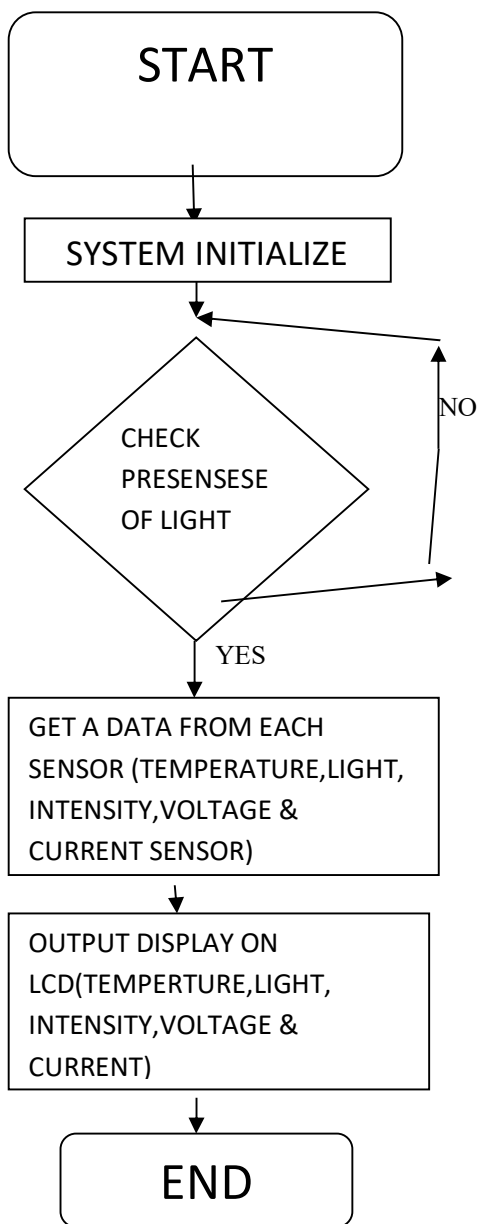 START
SYSTEM INITIALIZE
CHECK
PRESENSESE
OF LIGHT
NO
YES
GET A DATA FROM EACH
SENSOR (TEMPERATURE,LIGHT,
INTENSITY,VOLTAGE &
CURRENT SENSOR)
OUTPUT DISPLAY ON
LCD(TEMPERTURE,LIGHT,
INTENSITY,VOLTAGE &
CURRENT)
END